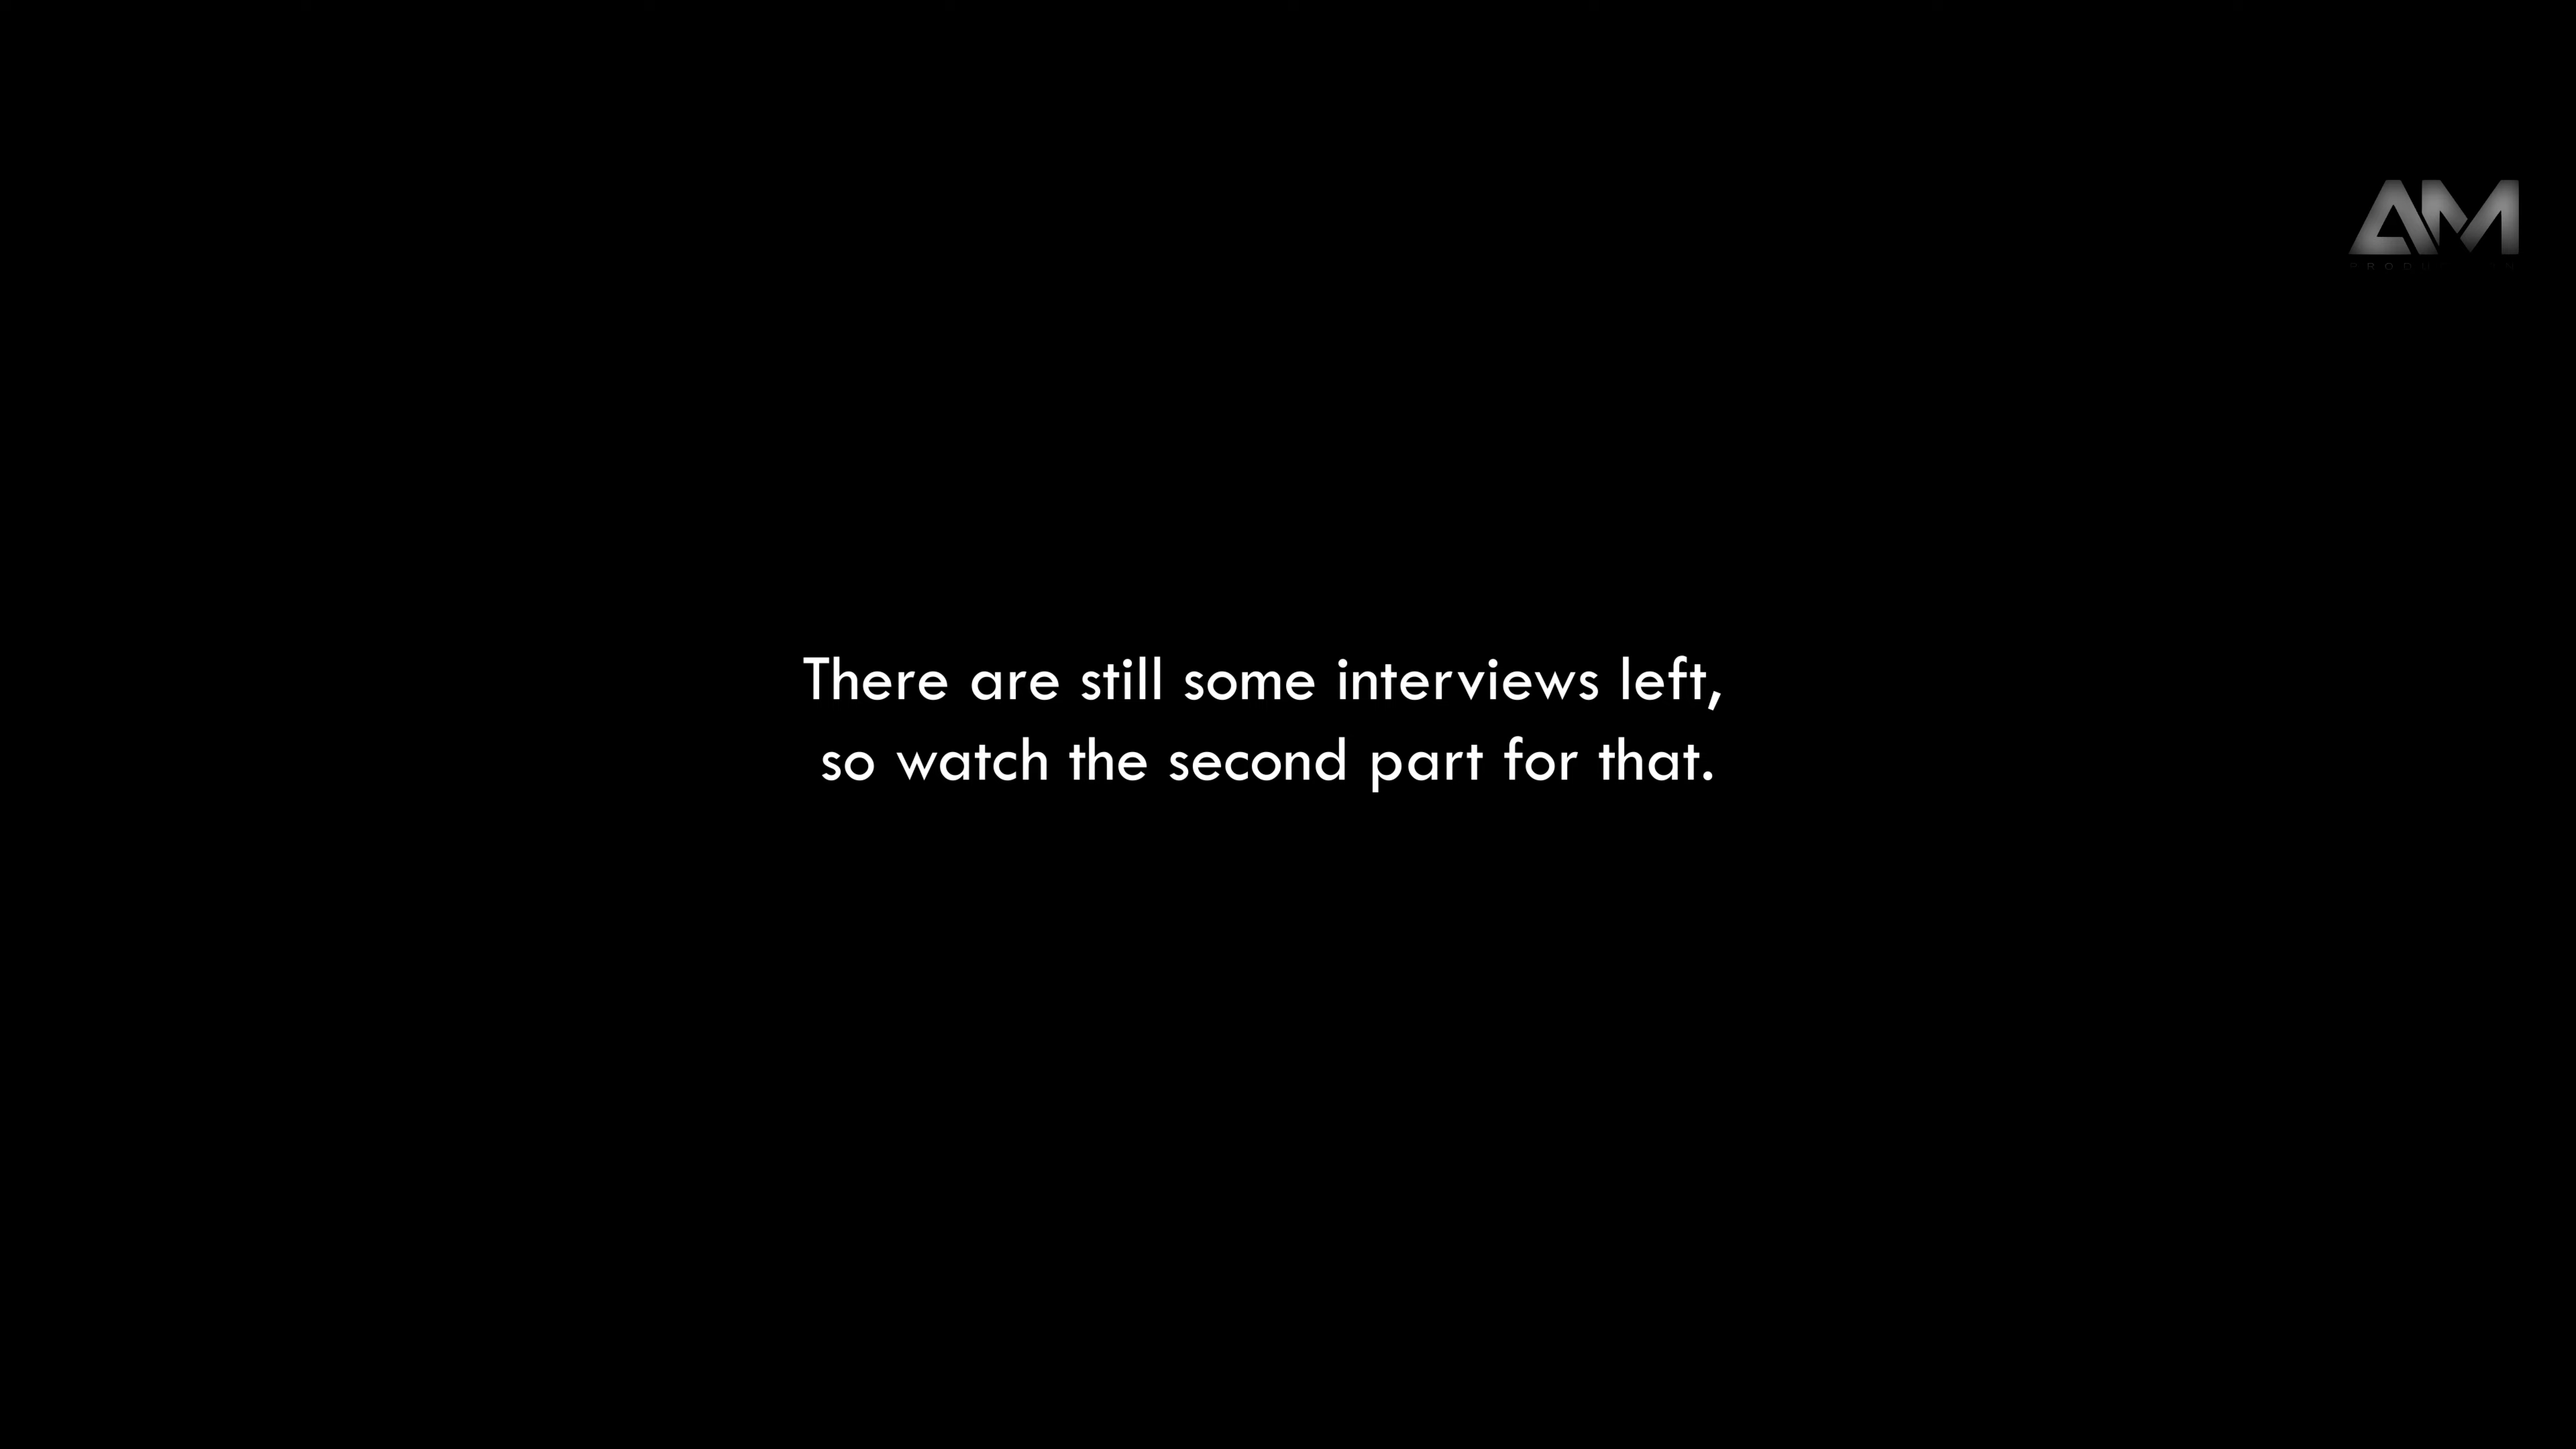 AM
There are still some interviews left,
so watch the second part for that.